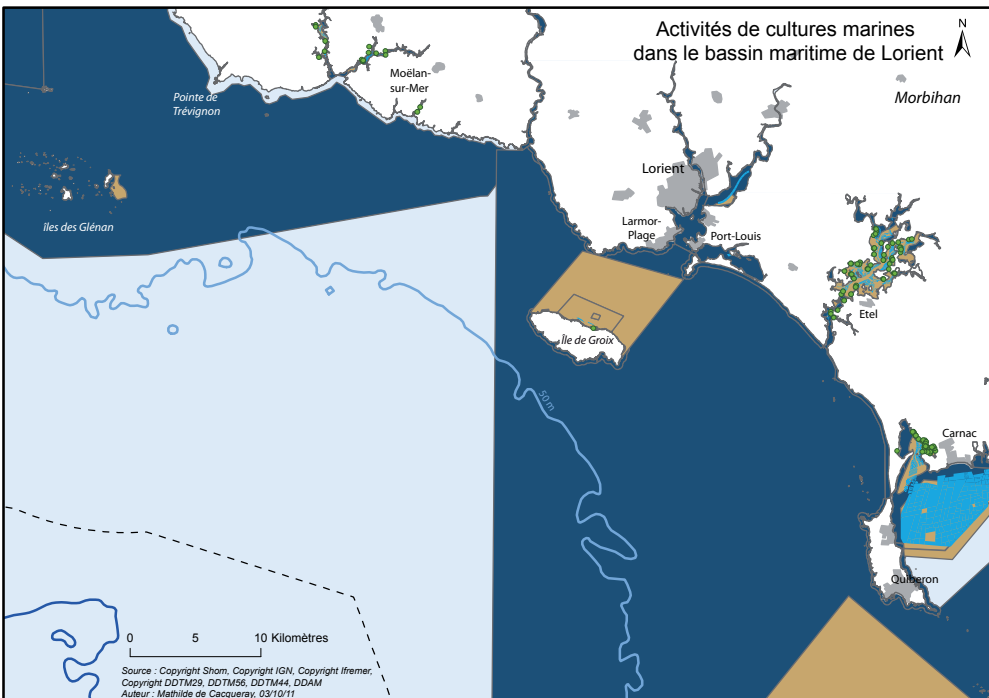 Activités de cultures marines
dans le bassin maritime de Lorient
N
Morbihan
Moëlan-
sur-Mer
Pointe de
Trévignon
îles des Glénan
Lorient
Larmor-
Plage
Port-Louis
Etel
Île de Groix
50 m
Carnac
Quiberon
0 5 10 Kilomètres
Source : Copyright Shom, Copyright IGN, Copyright Ifremer,
Copyright DDTM29, DDTM56, DDTM44, DDAM
Auteur : Mathilde de Cacqueray, 03/10/11